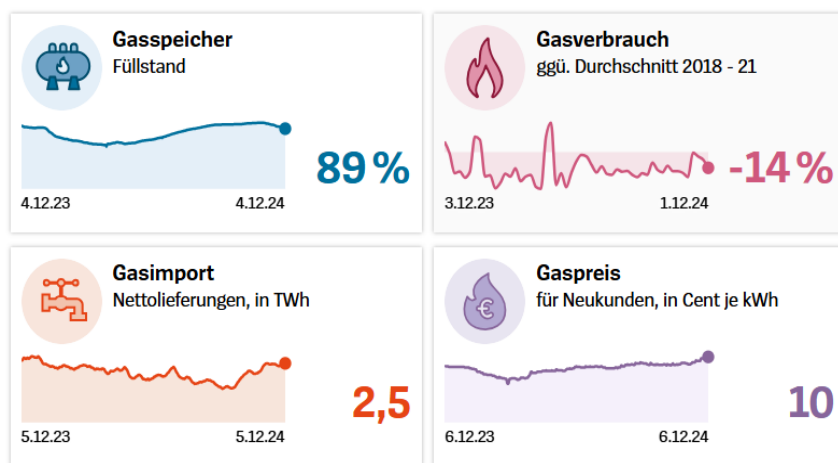 Gasspeicher
Füllstand
89 %
4.12.23
4.12.24
Gasverbrauch
ggü. Durchschnitt 2018 - 21
-14 %
3.12.23
1.12.24
Gasimport
Nettolieferungen, in TWh
2,5
5.12.23
5.12.24
Gaspreis
für Neukunden, in Cent je kWh
€
10
6.12.23
6.12.24